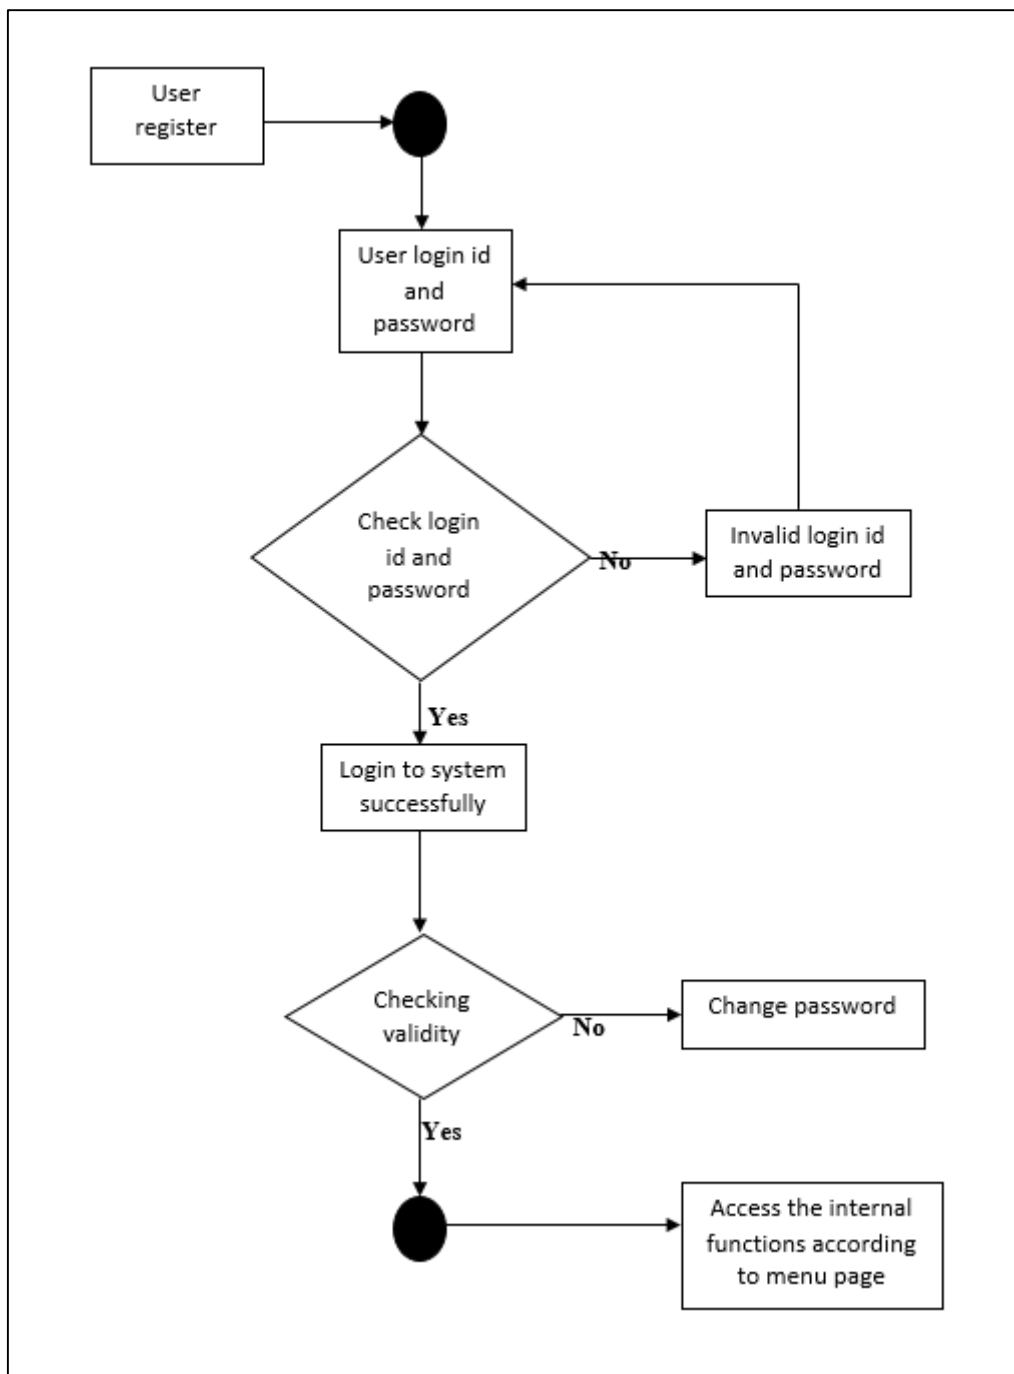 User
register
User login id
and
password
Check login
id and
password
No
Invalid login id
and password
Yes
Login to system
successfully
Checking
validity
No
Change password
Yes
Access the internal
functions according
to menu page